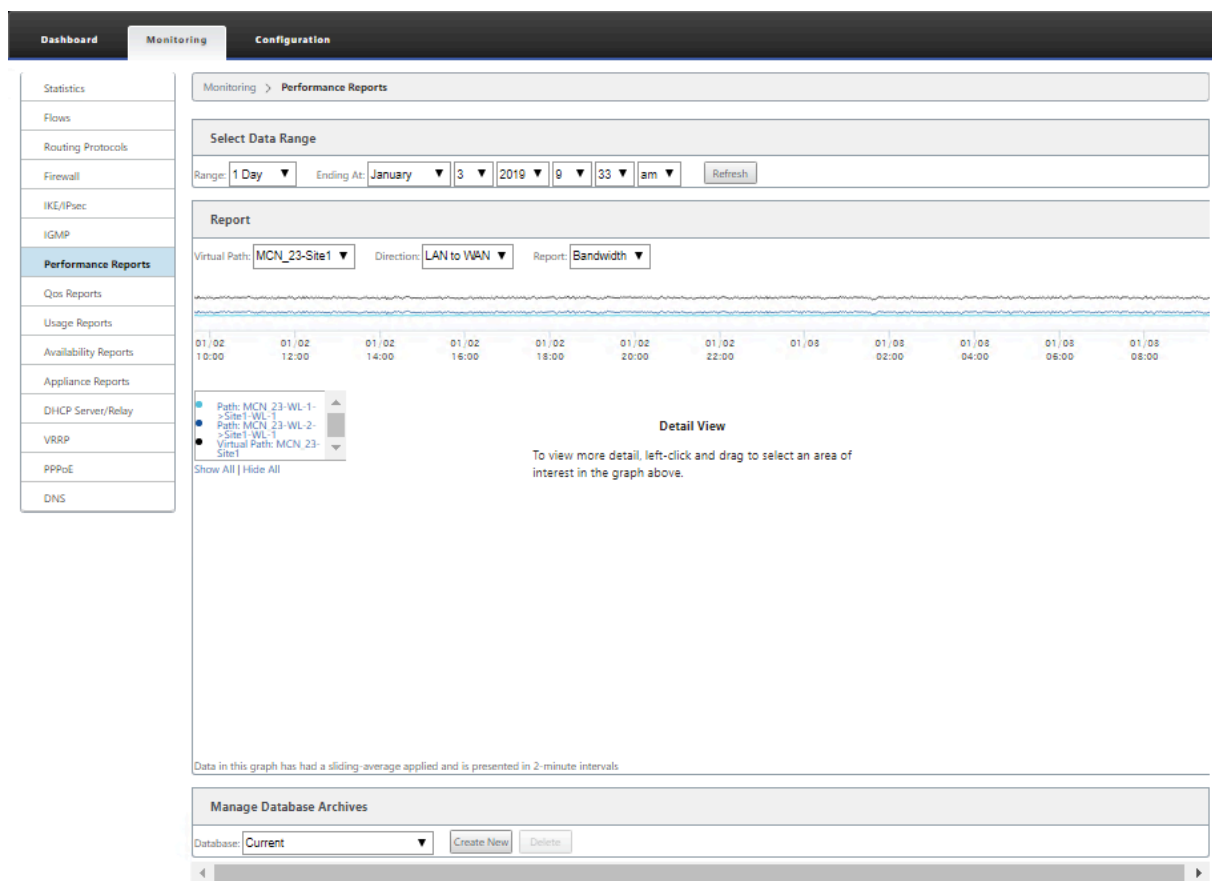 Dashboard Monitoring Configuration
Statistics
Flows
Routing Protocols
Firewall
IKE/IPsec
IGMP
Performance Reports
Qos Reports
Usage Reports
Availability Reports
Appliance Reports
DHCP Server/Relay
VRRP
PPPoE
DNS
Monitoring > Performance Reports
Select Data Range
Range: 1 Day Ending At: January 3 2019 9 33 am Refresh
Report
Virtual Path: MCN_23-Site1 Direction: LAN to WAN Report: Bandwidth
01/02 01/02 01/02 01/02 01/02 01/02 01/02 01/03 01/03 01/03 01/03 01/03
10:00 12:00 14:00 16:00 18:00 20:00 22:00 02:00 04:00 06:00 08:00
Path: MCN_23-WL-1-
>Site1-WL-1
Path: MCN_23-WL-2-
>Site1-WL-1
Virtual Path: MCN_23-
Site1
Show All | Hide All
Detail View
To view more detail, left-click and drag to select an area of
interest in the graph above.
Data in this graph has had a sliding-average applied and is presented in 2-minute intervals
Manage Database Archives
Database: Current Create New Delete